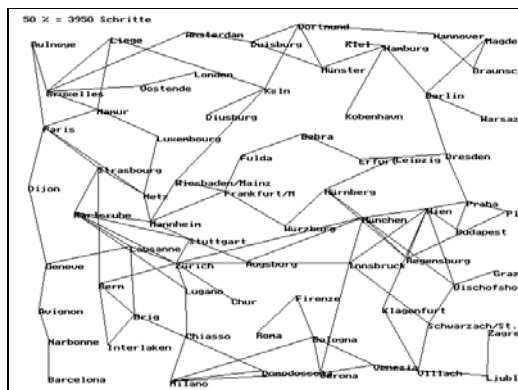 50 % = 3950 Schritte
Dortmund
Amsterdam
Liege
Hannover
Aulnoye
Duisburg
Kiel
Hamburg
Magde
Münster
Braunsc
London
Bruxelles
Oostende
Köln
Berlin
Namur
Diusburg
Kobenhavn
Warsaz
Paris
Luxembourg
Bebra
Fulda
Erfurt
Leipzig
Dresden
Strasbourg
Dijon
Metz
Wiesbaden/Mainz
Frankfurt/M
Nürnberg
Praha
Karlsruhe
Mannheim
München
Wien
Pl
Würzburg
Budapest
Stuttgart
Lausanne
Geneve
Zürich
Augsburg
Innsbruck
Regensburg
Graz
Bern
Lugano
Chur
Firenze
Bischofsho
Avignon
Brig
Klagenfurt
Schwarzach/St.
Narbonne
Interlaken
Chiasso
Roma
Bologna
Zagre
Barcelona
Milano
Domodossola
Verona
Venezia
Villach
Ljubl